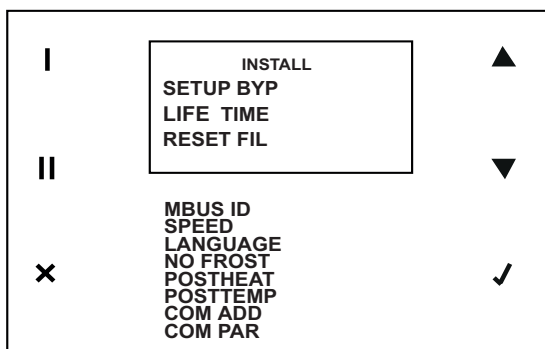 I
INSTALL
SETUP BYP
LIFE TIME
RESET FIL
II
MBUS ID
SPEED
LANGUAGE
NO FROST
POSTHEAT
POSTTEMP
COM ADD
COM PAR